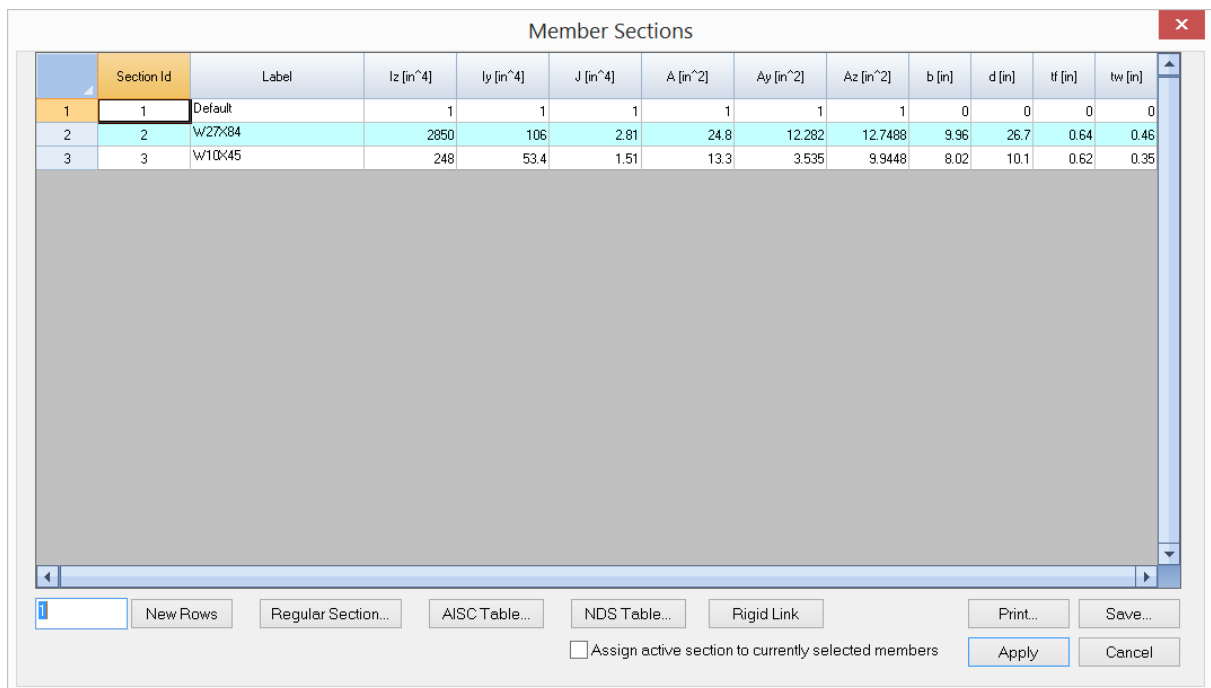 Member Sections
Section Id Label Iz [in^4] Iy [in^4] J [in^4] A [in^2] Ay [in^2] Az [in^2] b [in] d [in] tf [in] tw [in]
1 1 Default 1 1 1 1 1 1 0 0 0 0
2 2 W27X84 2850 106 2.81 24.8 12.282 12.7488 9.96 26.7 0.64 0.46
3 3 W10X45 248 53.4 1.51 13.3 3.535 9.9448 8.02 10.1 0.62 0.35
1 New Rows Regular Section... AISC Table... NDS Table... Rigid Link Print... Save...
Assign active section to currently selected members Apply Cancel